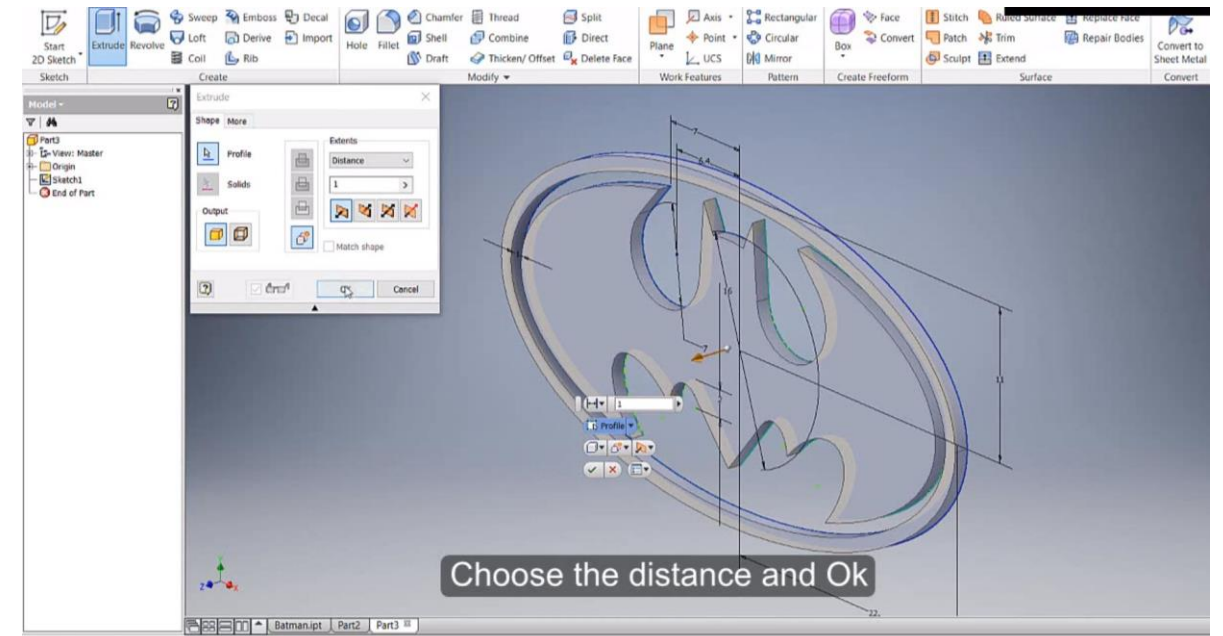 Sweep Emboss Decal Chamfer Thread Split Axis Rectangular Face Stitch Ruled Surface Replace Face
Start
2D Sketch
Extrude Revolve Loft Derive Import Hole Fillet Shell Combine Direct Plane Point Circular Box Convert Patch Trim Repair Bodies Convert to
Sheet Metal
Coil Rib Draft Thicken/ Offset Delete Face UCS Mirror Sculpt Extend
Sketch Create Modify Work Features Pattern Create Freeform Surface Convert
Model
Part3
View: Master
Origin
Sketch1
End of Part
Extrude
Shape More
Profile
Solids
Output
Extents
Distance
1
Match shape
Cancel
7
6.4
1
16
7
11
1
Profile
22.
Y
Z X
Choose the distance and Ok
Batman.ipt Part2 Part3